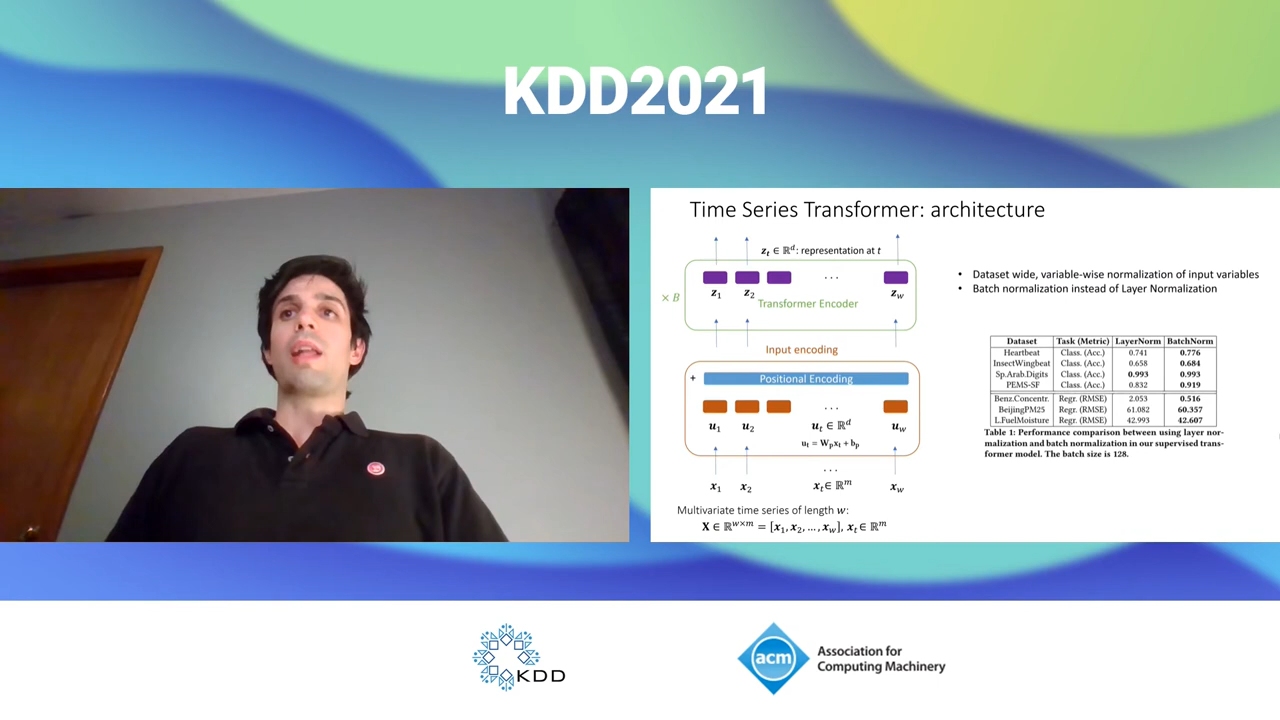 KDD2021
Time Series Transformer: architecture
z_t ∈ ℝ^d: representation at t
z_1 z_2 ... z_w
× B
Transformer Encoder
Input encoding
+ Positional Encoding
...
u_1 u_2 u_t ∈ ℝ^d u_w
u_t = W_p x_t + b_p
...
x_1 x_2 x_t ∈ ℝ^m x_w
Multivariate time series of length w:
X ∈ ℝ^{w×m} = [x_1, x_2, ..., x_w], x_t ∈ ℝ^m
• Dataset wide, variable-wise normalization of input variables
• Batch normalization instead of Layer Normalization
Dataset Task (Metric) LayerNorm BatchNorm
Heartbeat Class. (Acc.) 0.741 0.776
InsectWingbeat Class. (Acc.) 0.658 0.684
Sp.Arab.Digits Class. (Acc.) 0.993 0.993
PEMS-SF Class. (Acc.) 0.832 0.919
Benz.Concentr. Regr. (RMSE) 2.053 0.516
BeijingPM25 Regr. (RMSE) 61.082 60.357
L.FuelMoisture Regr. (RMSE) 42.993 42.607
Table 1: Performance comparison between using layer nor-
malization and batch normalization in our supervised trans-
former model. The batch size is 128.
KDD
acm
Association for
Computing Machinery